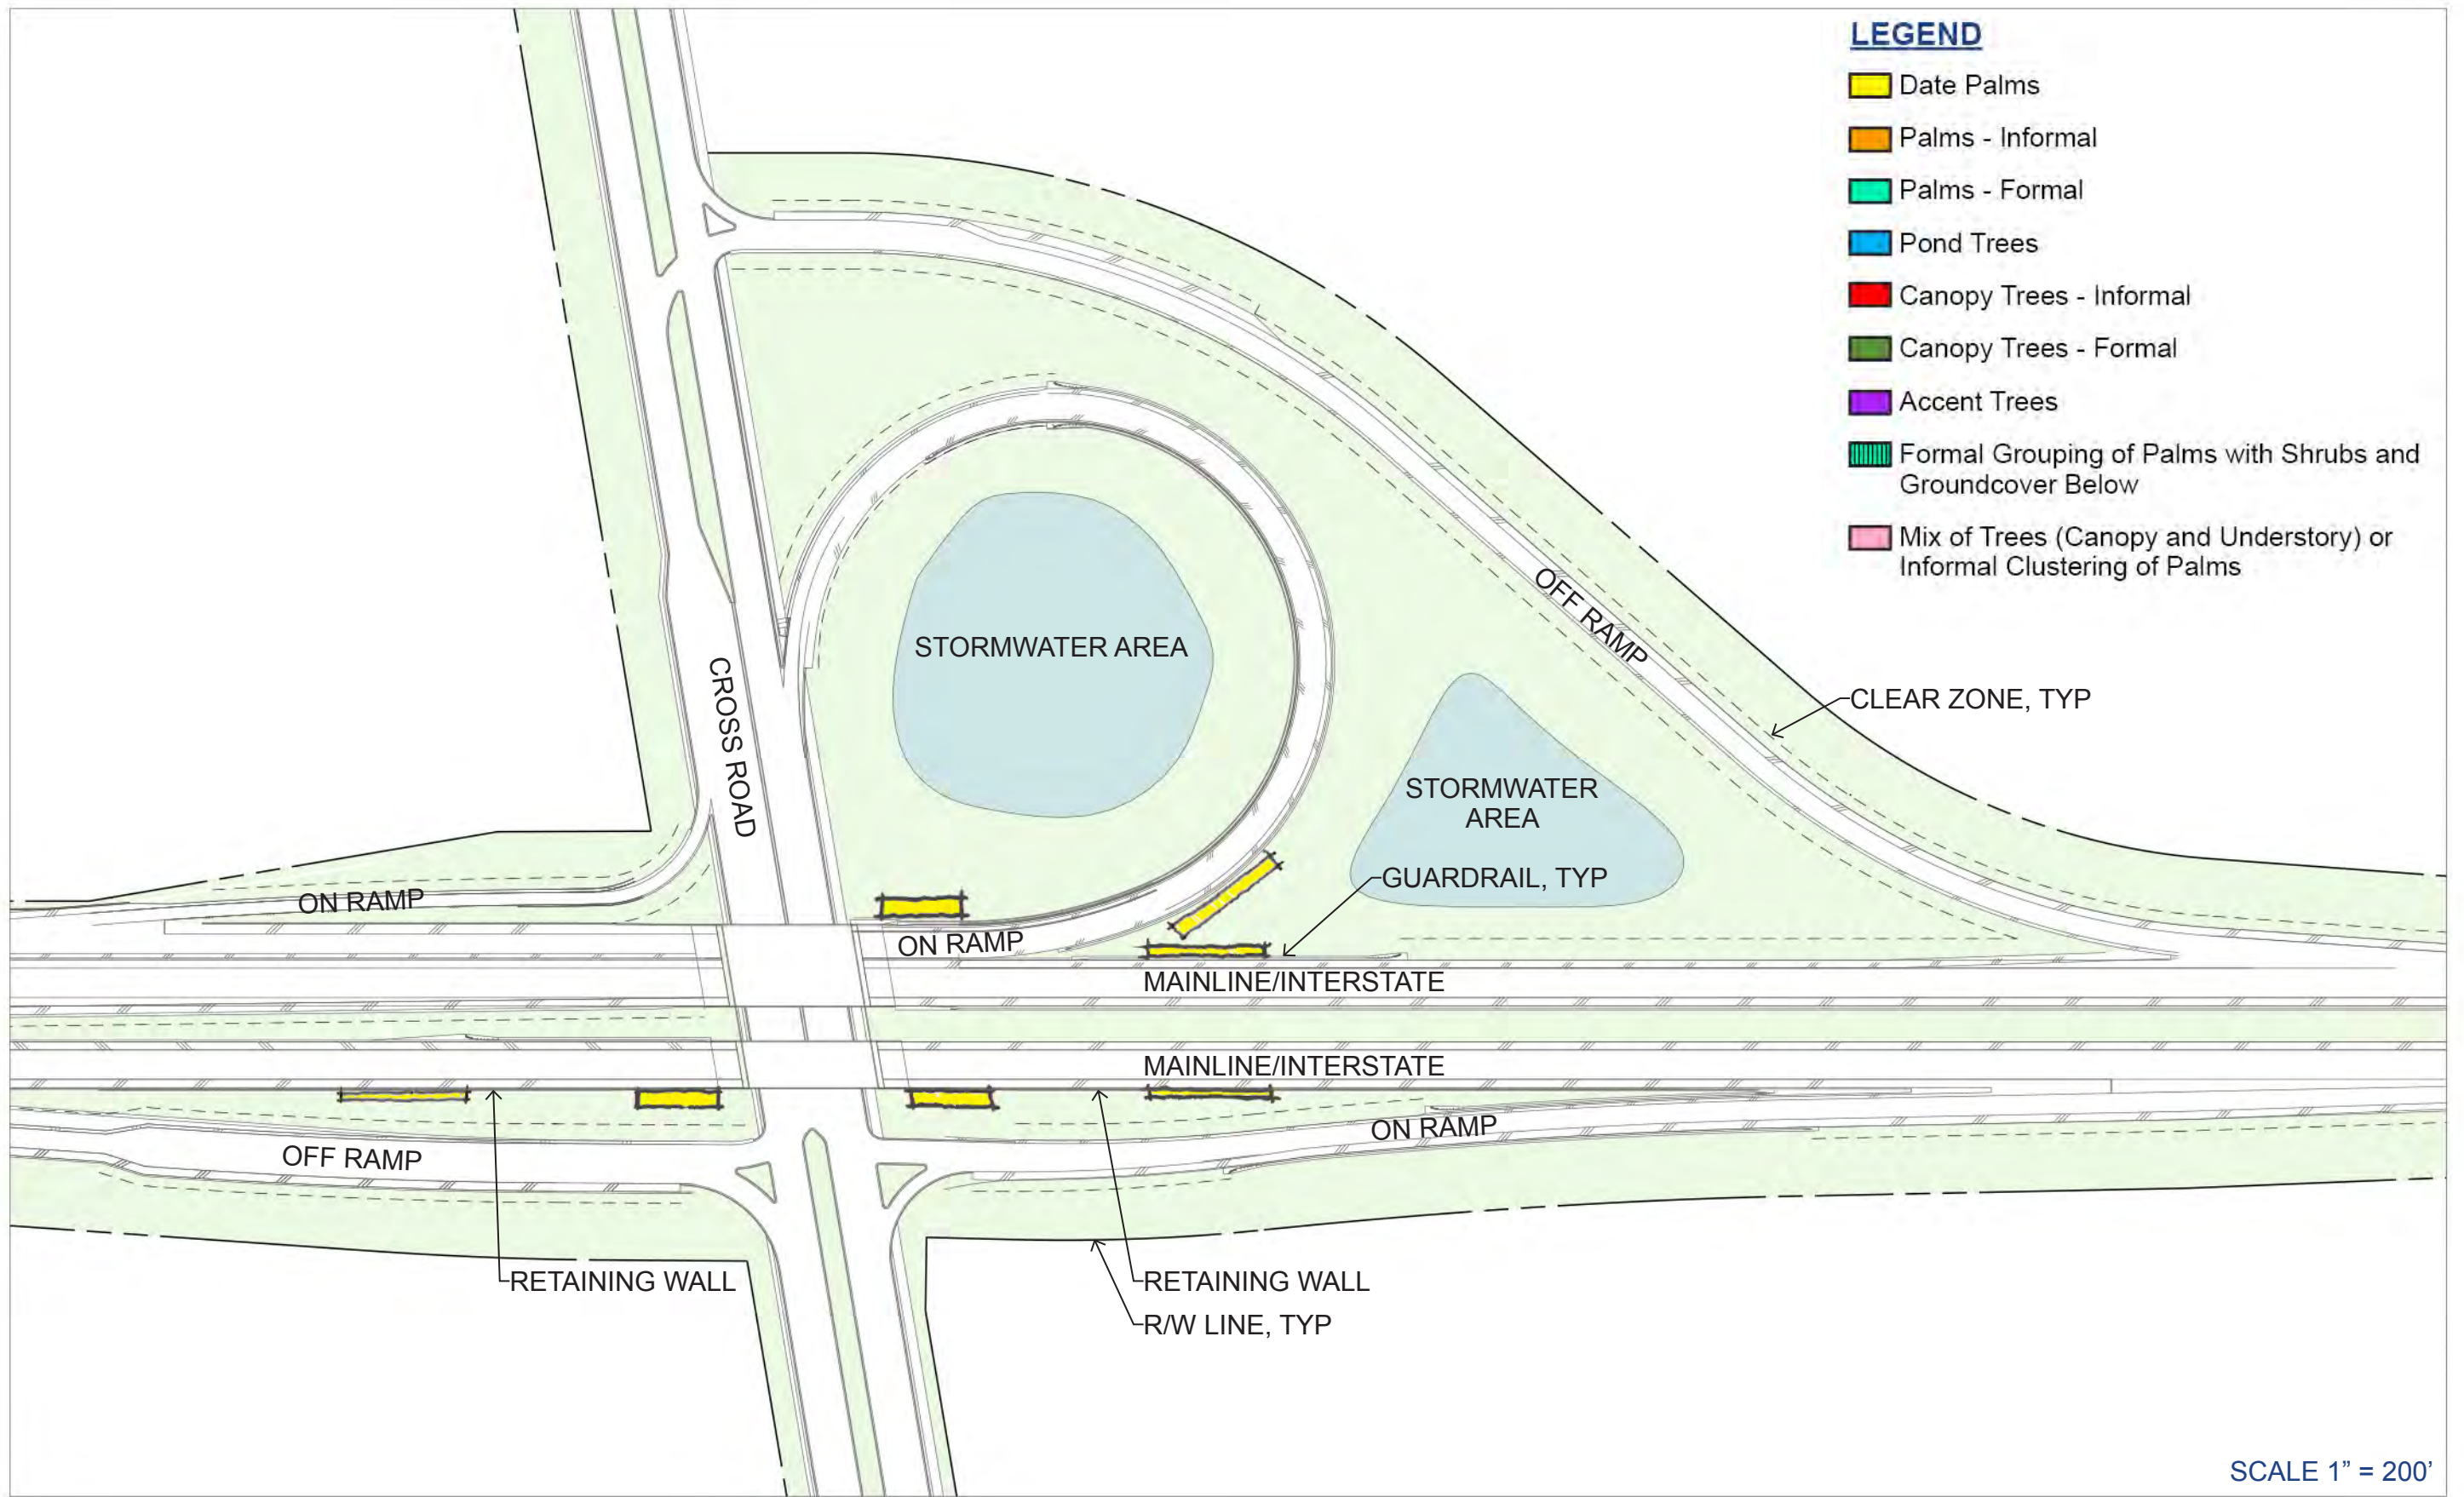 LEGEND
Date Palms
Palms - Informal
Palms - Formal
Pond Trees
Canopy Trees - Informal
Canopy Trees - Formal
Accent Trees
Formal Grouping of Palms with Shrubs and
Groundcover Below
Mix of Trees (Canopy and Understory) or
Informal Clustering of Palms
OFF RAMP
STORMWATER AREA
CROSS ROAD
CLEAR ZONE, TYP
STORMWATER
AREA
GUARDRAIL, TYP
ON RAMP
ON RAMP
MAINLINE/INTERSTATE
MAINLINE/INTERSTATE
ON RAMP
OFF RAMP
RETAINING WALL
RETAINING WALL
R/W LINE, TYP
SCALE 1” = 200’